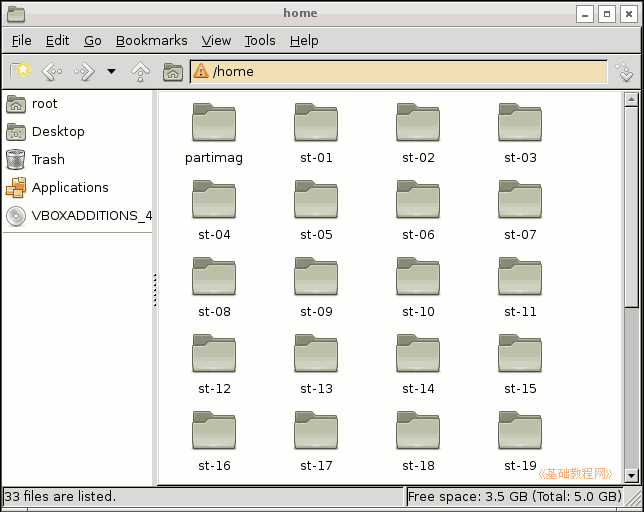 home
File Edit Go Bookmarks View Tools Help
/home
root
Desktop
Trash
Applications
VBOXADDITIONS_4
partimag st-01 st-02 st-03
st-04 st-05 st-06 st-07
st-08 st-09 st-10 st-11
st-12 st-13 st-14 st-15
st-16 st-17 st-18 st-19
《基础教程网》
33 files are listed.
Free space: 3.5 GB (Total: 5.0 GB)